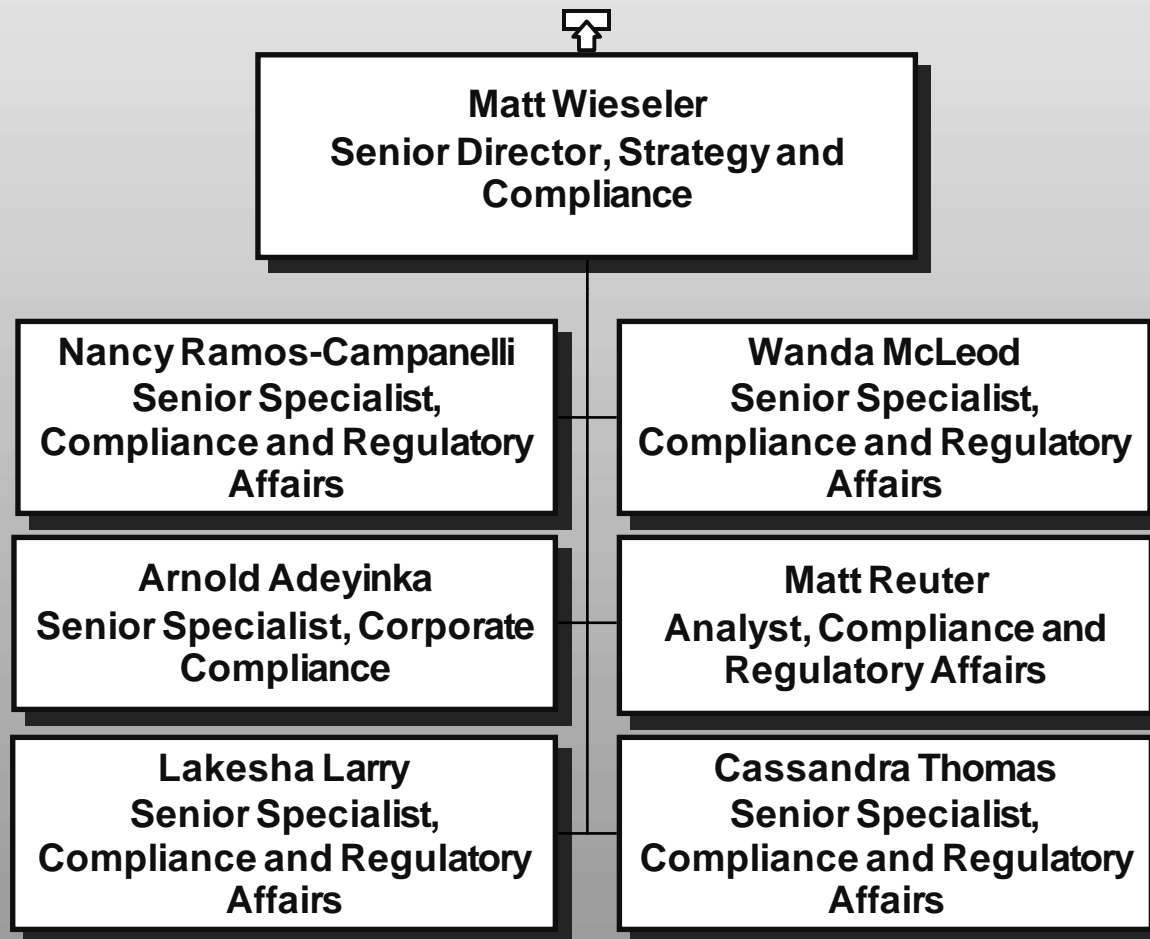 Matt Wieseler
Senior Director, Strategy and
Compliance
Nancy Ramos-Campanelli
Senior Specialist,
Compliance and Regulatory
Affairs
Wanda McLeod
Senior Specialist,
Compliance and Regulatory
Affairs
Arnold Adeyinka
Senior Specialist, Corporate
Compliance
Matt Reuter
Analyst, Compliance and
Regulatory Affairs
Lakesha Larry
Senior Specialist,
Compliance and Regulatory
Affairs
Cassandra Thomas
Senior Specialist,
Compliance and Regulatory
Affairs